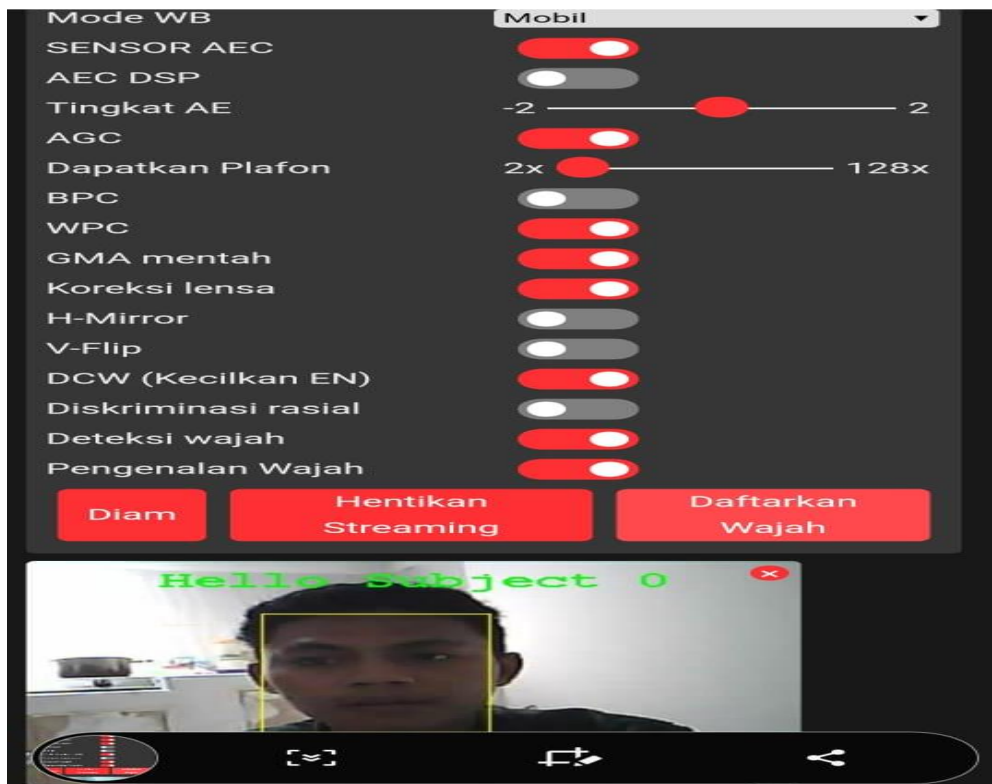 Mode WB Mobil
SENSOR AEC
AEC DSP
Tingkat AE -2 2
AGC
Dapatkan Plafon 2x 128x
BPC
WPC
GMA mentah
Koreksi lensa
H-Mirror
V-Flip
DCW (Kecilkan EN)
Diskriminasi rasial
Deteksi wajah
Pengenalan Wajah
Diam
Hentikan
Streaming
Daftarkan
Wajah
Hello Subject 0